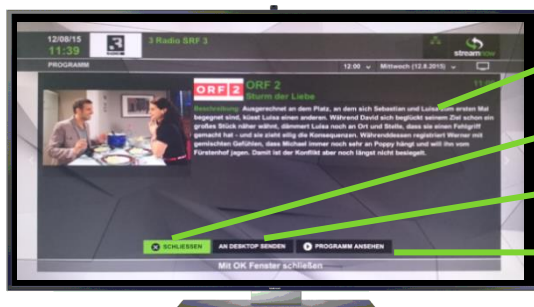 12/08/15
11:39
3 Radio SRF 3
streamnow
PROGRAMM
12:00
Mittwoch (12.8.2015)
ORF 2
ORF 2
Sturm der Liebe
Beschreibung: Ausgerechnet an dem Platz, an dem sich Sebastian und Luisa zum ersten Mal
begegnet sind, küsst Luisa einen anderen. Während David sich beglückt seinem Ziel schon ein
großes Stück näher wähnt, dämmert Luisa noch an Ort und Stelle, dass sie einen Fehlgriff
gemacht hat - und sie zieht eilig die Konsequenzen. Währenddessen registriert Werner mit
gemischten Gefühlen, dass Michael immer noch sehr an Poppy hängt und will ihn vom
Fürstenhof jagen. Damit ist der Konflikt aber noch längst nicht besiegelt.
SCHLIESSEN
AN DESKTOP SENDEN
PROGRAMM ANSEHEN
Mit OK Fenster schließen